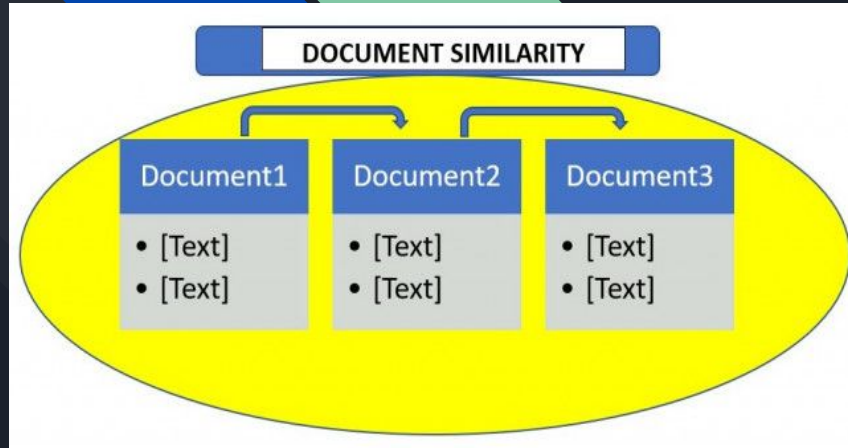 DOCUMENT SIMILARITY
Document1
• [Text]
• [Text]
Document2
• [Text]
• [Text]
Document3
• [Text]
• [Text]